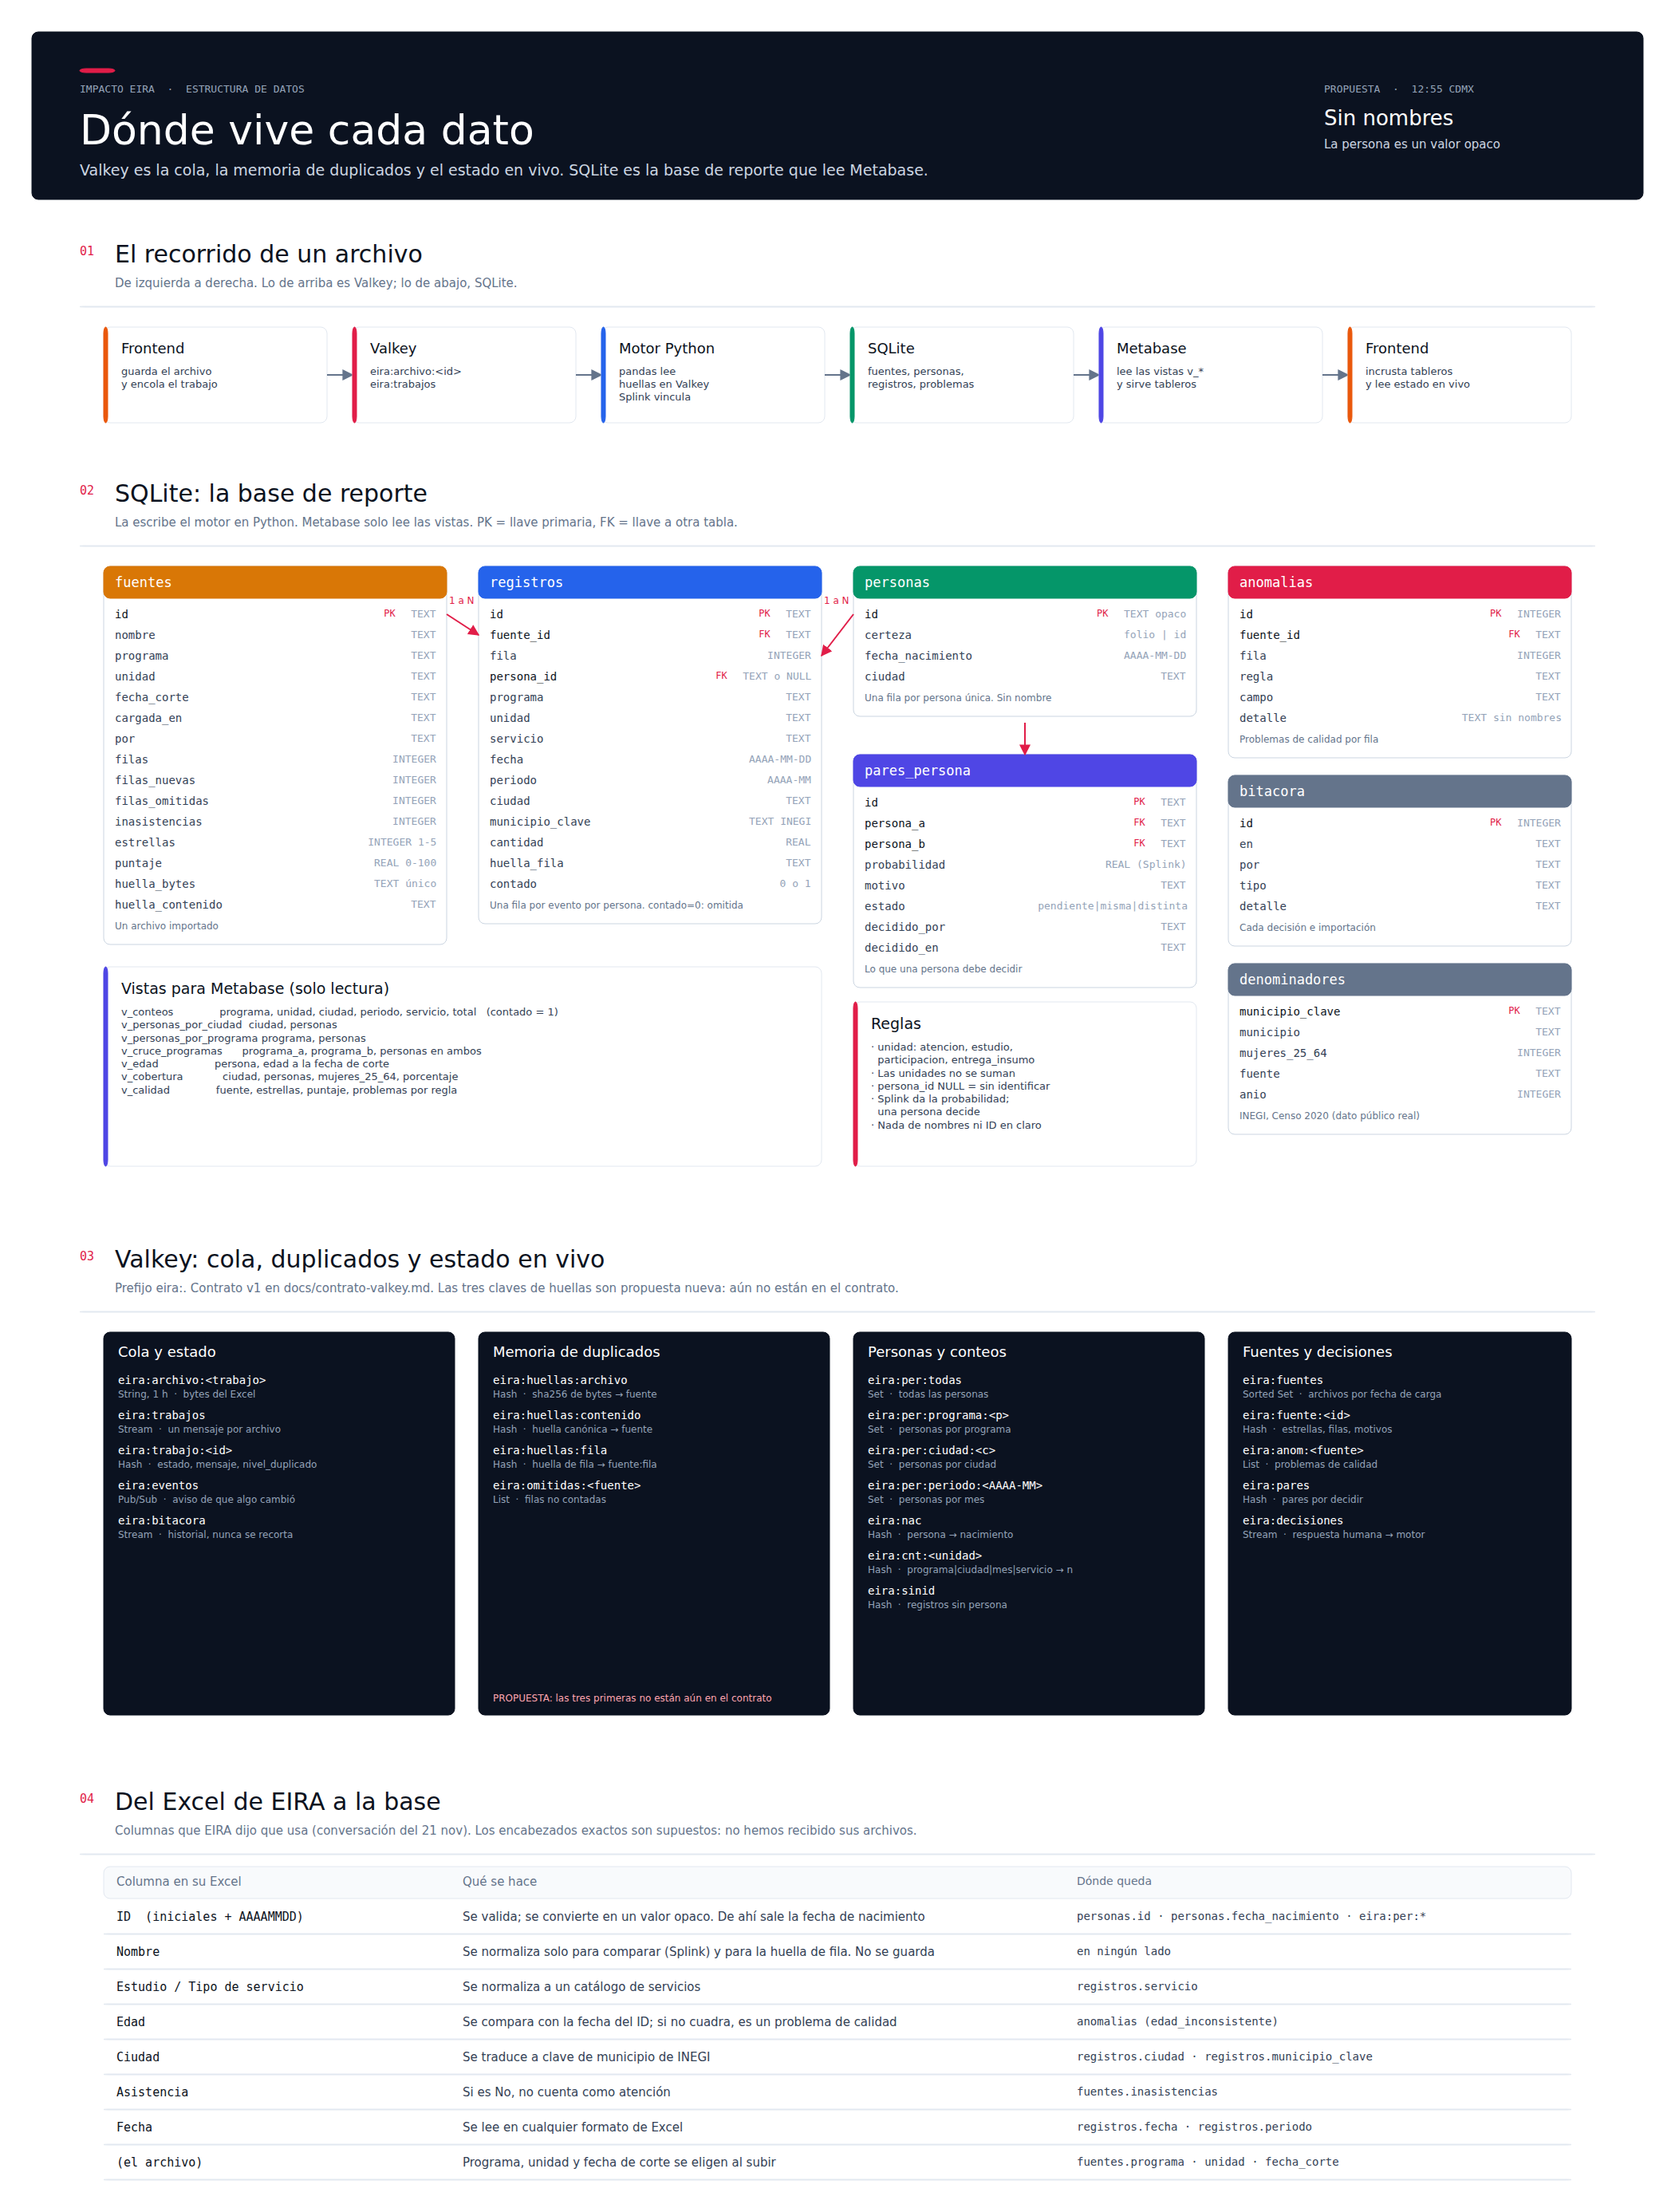 IMPACTO EIRA · ESTRUCTURA DE DATOS
Dónde vive cada dato
Valkey es la cola, la memoria de duplicados y el estado en vivo. SQLite es la base de reporte que lee Metabase.
PROPUESTA · 12:55 CDMX
Sin nombres
La persona es un valor opaco
01 El recorrido de un archivo
De izquierda a derecha. Lo de arriba es Valkey; lo de abajo, SQLite.
Frontend
guarda el archivo
y encola el trabajo
Valkey
eira:archivo:<id>
eira:trabajos
Motor Python
pandas lee
huellas en Valkey
Splink vincula
SQLite
fuentes, personas,
registros, problemas
Metabase
lee las vistas v_*
y sirve tableros
Frontend
incrusta tableros
y lee estado en vivo
02 SQLite: la base de reporte
La escribe el motor en Python. Metabase solo lee las vistas. PK = llave primaria, FK = llave a otra tabla.
fuentes
id PK TEXT
nombre TEXT
programa TEXT
unidad TEXT
fecha_corte TEXT
cargada_en TEXT
por TEXT
filas INTEGER
filas_nuevas INTEGER
filas_omitidas INTEGER
inasistencias INTEGER
estrellas INTEGER 1-5
puntaje REAL 0-100
huella_bytes TEXT único
huella_contenido TEXT
Un archivo importado
1 a N
registros
id PK TEXT
fuente_id FK TEXT
fila INTEGER
persona_id FK TEXT o NULL
programa TEXT
unidad TEXT
servicio TEXT
fecha AAAA-MM-DD
periodo AAAA-MM
ciudad TEXT
municipio_clave TEXT INEGI
cantidad REAL
huella_fila TEXT
contado 0 o 1
Una fila por evento por persona. contado=0: omitida
1 a N
personas
id PK TEXT opaco
certeza folio | id
fecha_nacimiento AAAA-MM-DD
ciudad TEXT
Una fila por persona única. Sin nombre
pares_persona
id PK TEXT
persona_a FK TEXT
persona_b FK TEXT
probabilidad REAL (Splink)
motivo TEXT
estado pendiente|misma|distinta
decidido_por TEXT
decidido_en TEXT
Lo que una persona debe decidir
anomalias
id PK INTEGER
fuente_id FK TEXT
fila INTEGER
regla TEXT
campo TEXT
detalle TEXT sin nombres
Problemas de calidad por fila
bitacora
id PK INTEGER
en TEXT
por TEXT
tipo TEXT
detalle TEXT
Cada decisión e importación
denominadores
municipio_clave PK TEXT
municipio TEXT
mujeres_25_64 INTEGER
fuente TEXT
anio INTEGER
INEGI, Censo 2020 (dato público real)
Vistas para Metabase (solo lectura)
v_conteos programa, unidad, ciudad, periodo, servicio, total (contado = 1)
v_personas_por_ciudad ciudad, personas
v_personas_por_programa programa, personas
v_cruce_programas programa_a, programa_b, personas en ambos
v_edad persona, edad a la fecha de corte
v_cobertura ciudad, personas, mujeres_25_64, porcentaje
v_calidad fuente, estrellas, puntaje, problemas por regla
Reglas
· unidad: atencion, estudio,
participacion, entrega_insumo
· Las unidades no se suman
· persona_id NULL = sin identificar
· Splink da la probabilidad;
una persona decide
· Nada de nombres ni ID en claro
03 Valkey: cola, duplicados y estado en vivo
Prefijo eira:. Contrato v1 en docs/contrato-valkey.md. Las tres claves de huellas son propuesta nueva: aún no están en el contrato.
Cola y estado
eira:archivo:<trabajo>
String, 1 h · bytes del Excel
eira:trabajos
Stream · un mensaje por archivo
eira:trabajo:<id>
Hash · estado, mensaje, nivel_duplicado
eira:eventos
Pub/Sub · aviso de que algo cambió
eira:bitacora
Stream · historial, nunca se recorta
Memoria de duplicados
eira:huellas:archivo
Hash · sha256 de bytes → fuente
eira:huellas:contenido
Hash · huella canónica → fuente
eira:huellas:fila
Hash · huella de fila → fuente:fila
eira:omitidas:<fuente>
List · filas no contadas
PROPUESTA: las tres primeras no están aún en el contrato
Personas y conteos
eira:per:todas
Set · todas las personas
eira:per:programa:<p>
Set · personas por programa
eira:per:ciudad:<c>
Set · personas por ciudad
eira:per:periodo:<AAAA-MM>
Set · personas por mes
eira:nac
Hash · persona → nacimiento
eira:cnt:<unidad>
Hash · programa|ciudad|mes|servicio → n
eira:sinid
Hash · registros sin persona
Fuentes y decisiones
eira:fuentes
Sorted Set · archivos por fecha de carga
eira:fuente:<id>
Hash · estrellas, filas, motivos
eira:anom:<fuente>
List · problemas de calidad
eira:pares
Hash · pares por decidir
eira:decisiones
Stream · respuesta humana → motor
04 Del Excel de EIRA a la base
Columnas que EIRA dijo que usa (conversación del 21 nov). Los encabezados exactos son supuestos: no hemos recibido sus archivos.
Columna en su Excel Qué se hace Dónde queda
ID (iniciales + AAAAMMDD) Se valida; se convierte en un valor opaco. De ahí sale la fecha de nacimiento personas.id · personas.fecha_nacimiento · eira:per:*
Nombre Se normaliza solo para comparar (Splink) y para la huella de fila. No se guarda en ningún lado
Estudio / Tipo de servicio Se normaliza a un catálogo de servicios registros.servicio
Edad Se compara con la fecha del ID; si no cuadra, es un problema de calidad anomalias (edad_inconsistente)
Ciudad Se traduce a clave de municipio de INEGI registros.ciudad · registros.municipio_clave
Asistencia Si es No, no cuenta como atención fuentes.inasistencias
Fecha Se lee en cualquier formato de Excel registros.fecha · registros.periodo
(el archivo) Programa, unidad y fecha de corte se eligen al subir fuentes.programa · unidad · fecha_corte